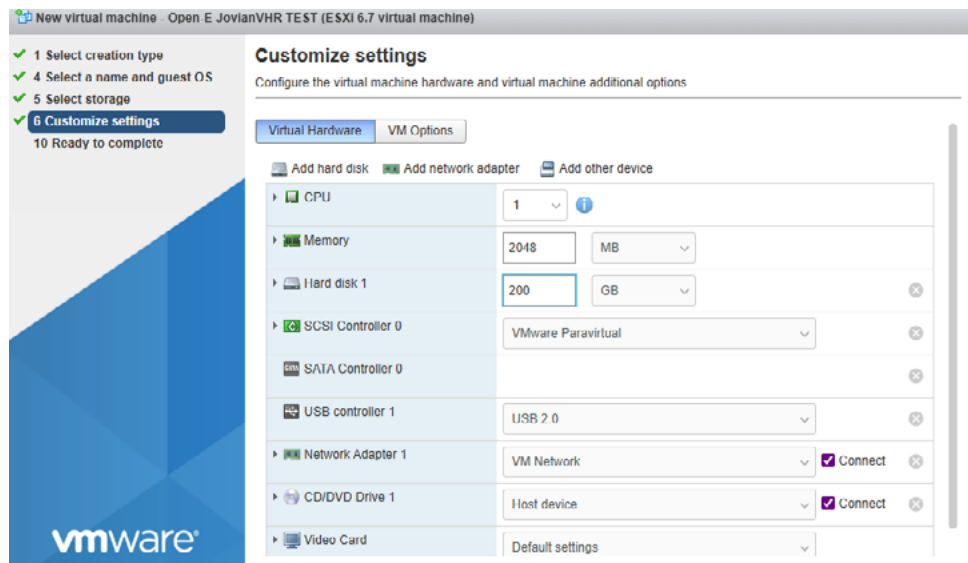 New virtual machine - Open-E JovianVHR TEST (ESXi 6.7 virtual machine)
1 Select creation type
4 Select a name and guest OS
5 Select storage
6 Customize settings
10 Ready to complete
Customize settings
Configure the virtual machine hardware and virtual machine additional options
Virtual Hardware VM Options
Add hard disk Add network adapter Add other device
CPU 1
Memory 2048 MB
Hard disk 1 200 GB
SCSI Controller 0 VMware Paravirtual
SATA Controller 0
USB controller 1 USB 2.0
Network Adapter 1 VM Network Connect
CD/DVD Drive 1 Host device Connect
Video Card Default settings
vmware®